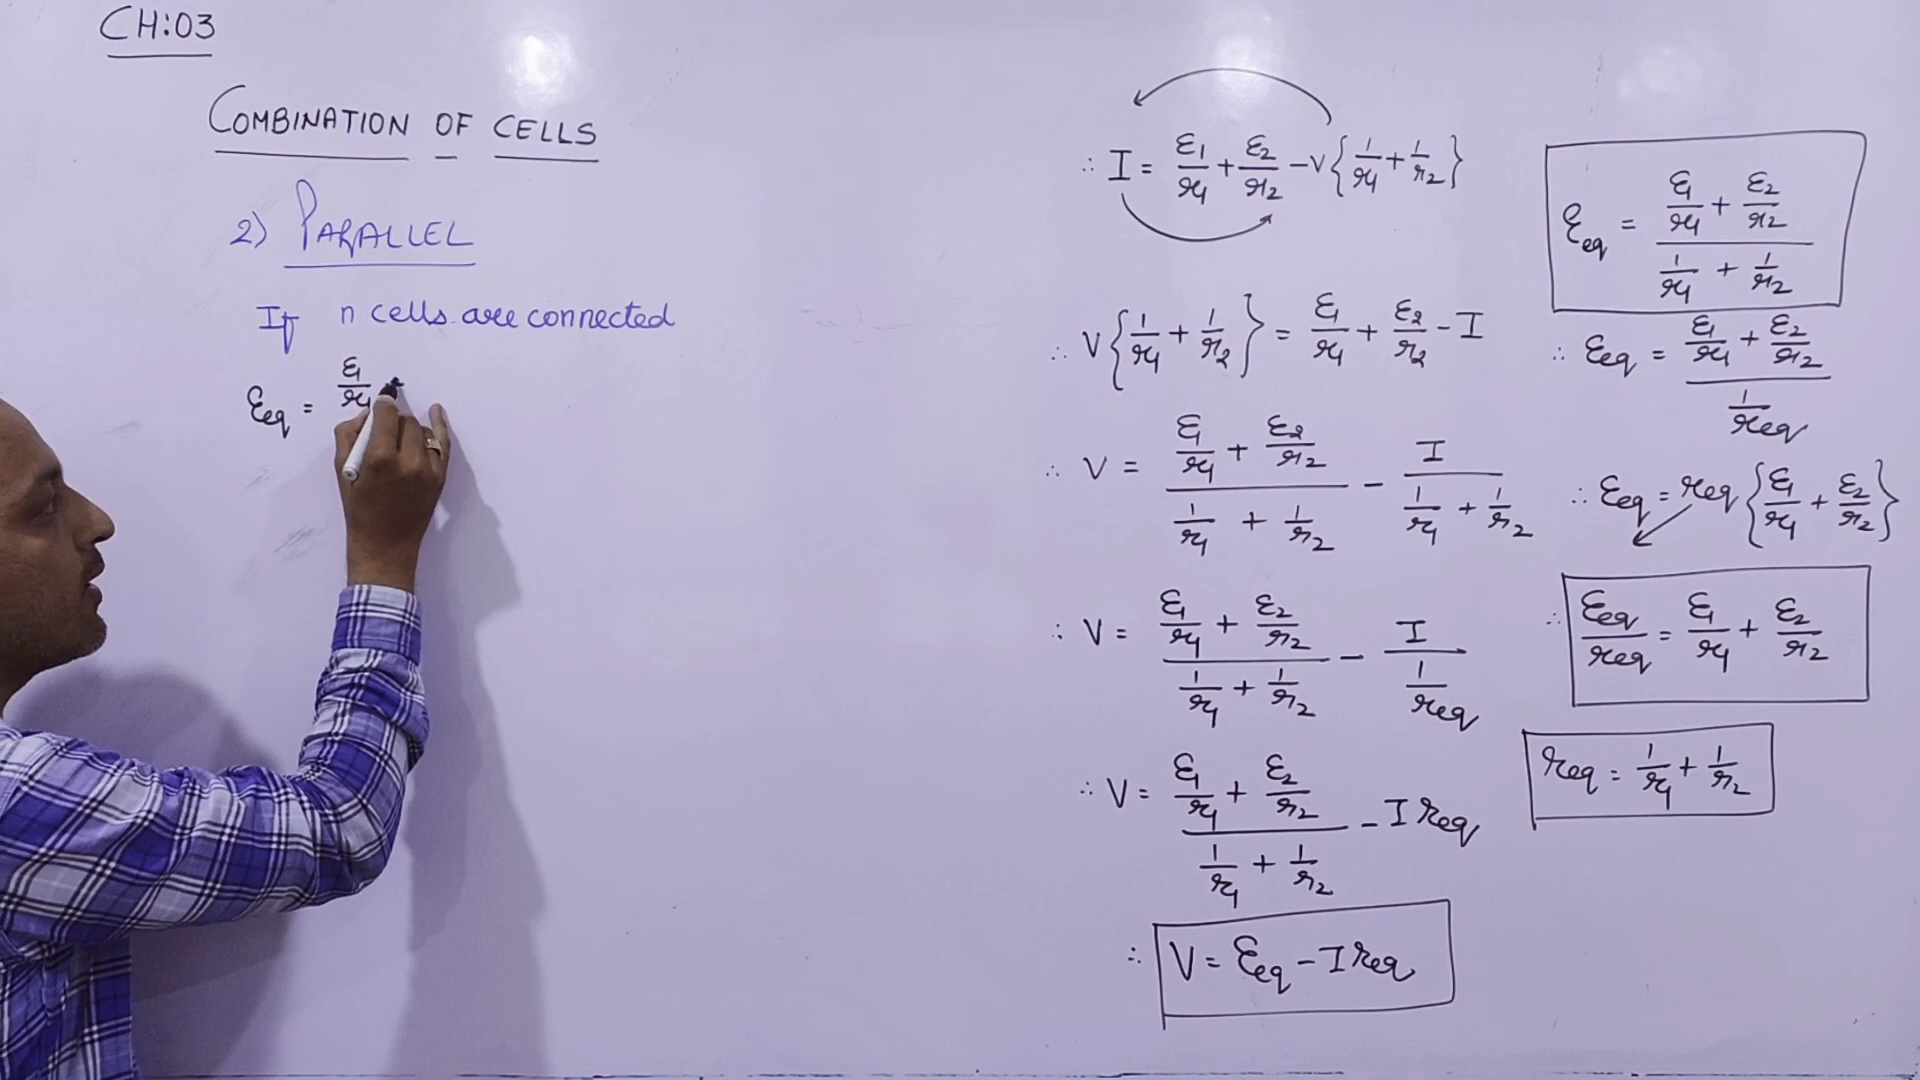 CH:03
COMBINATION OF CELLS
2) PARALLEL
If n cells are connected
εeq = ε1/r1
∴ I = ε1/r1 + ε2/r2 - V{1/r1 + 1/r2}
∴ V{1/r1 + 1/r2} = ε1/r1 + ε2/r2 - I
∴ V = (ε1/r1 + ε2/r2)/(1/r1 + 1/r2) - I/(1/r1 + 1/r2)
∴ V = (ε1/r1 + ε2/r2)/(1/r1 + 1/r2) - I/(1/req)
∴ V = (ε1/r1 + ε2/r2)/(1/r1 + 1/r2) - I req
∴ V = εeq - I req
εeq = (ε1/r1 + ε2/r2)/(1/r1 + 1/r2)
∴ εeq = (ε1/r1 + ε2/r2)/(1/req)
∴ εeq = req {ε1/r1 + ε2/r2}
∴ εeq/req = ε1/r1 + ε2/r2
req = 1/r1 + 1/r2